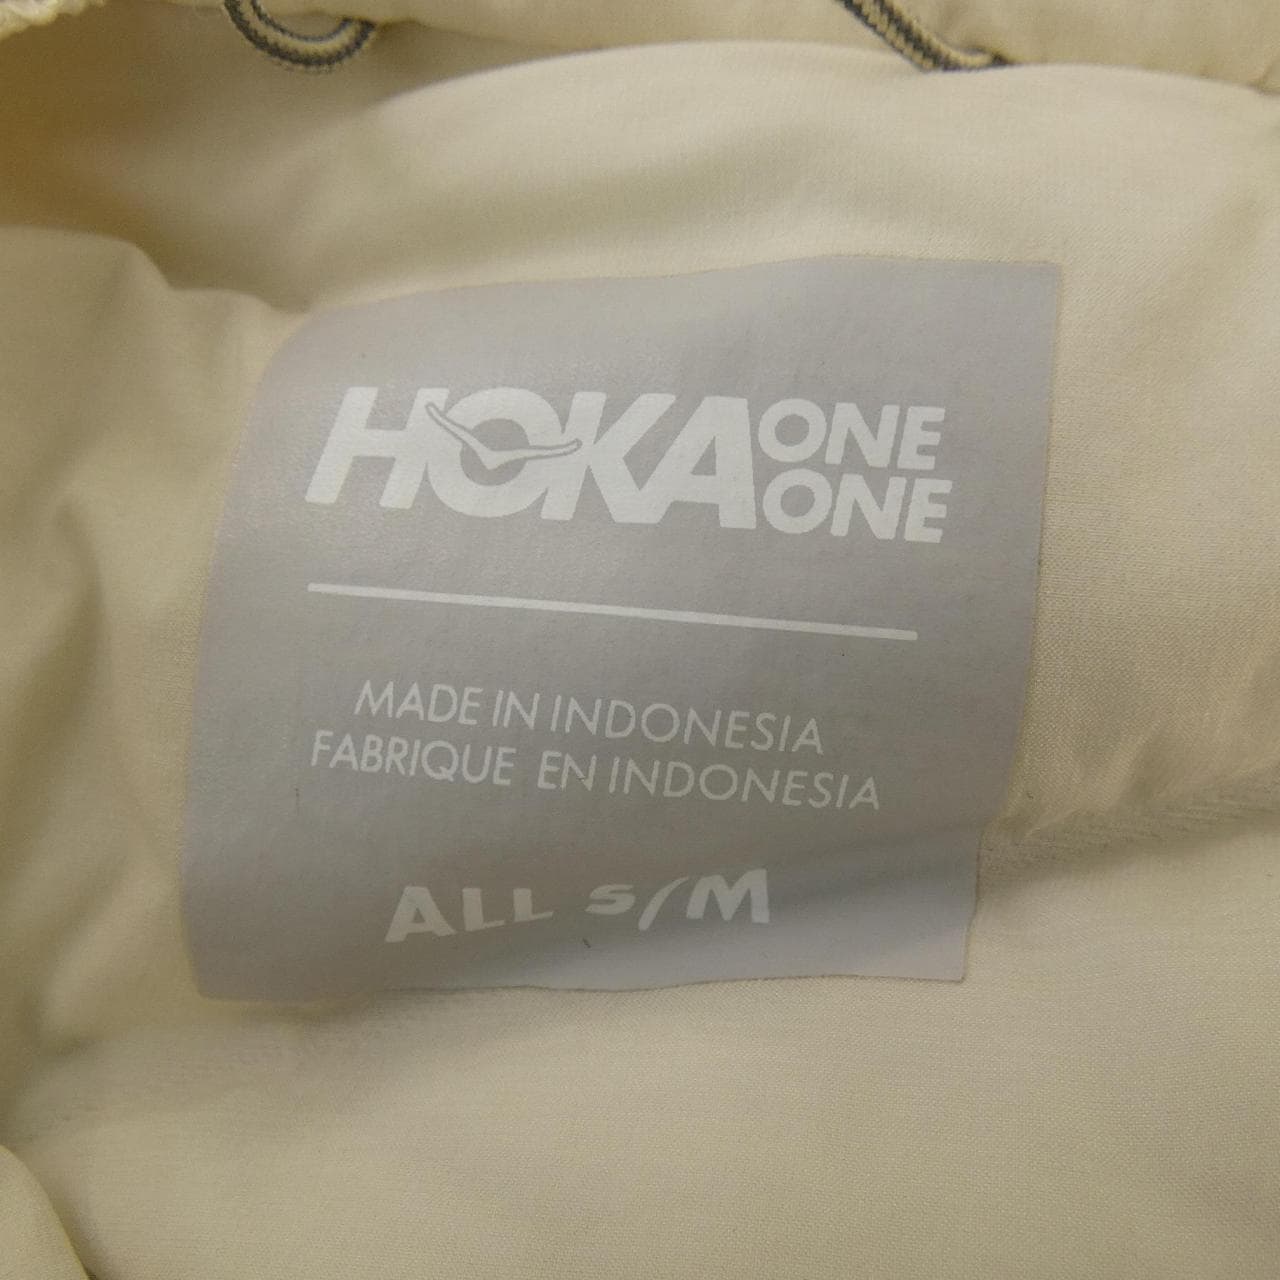 HOKA ONE ONE
MADE IN INDONESIA
FABRIQUE EN INDONESIA
ALL S/M